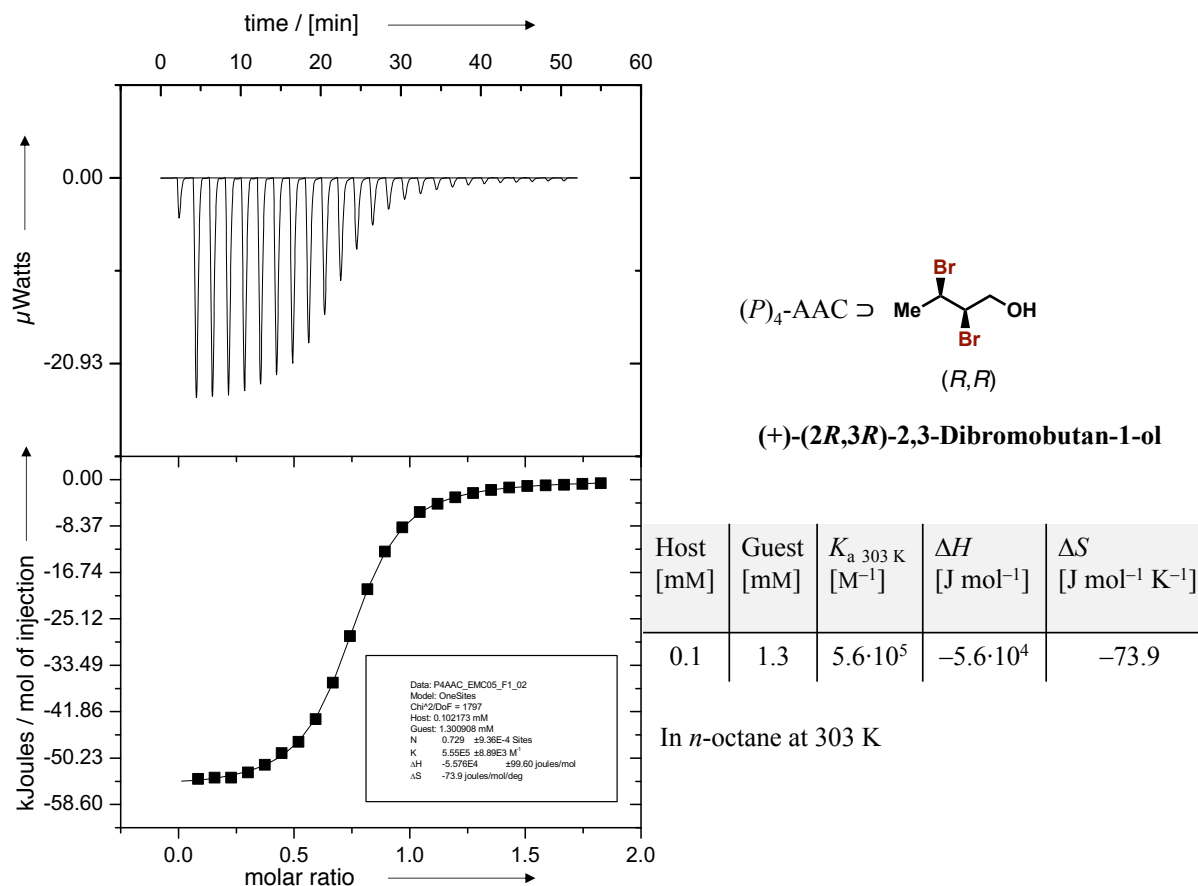 time / [min]
0 10 20 30 40 50 60
0.00
-20.93
µWatts
0.00
-8.37
-16.74
-25.12
-33.49
-41.86
-50.23
-58.60
kJoules / mol of injection
Data: P4AAC_EMC05_F1_02
Model: OneSites
Chi^2/DoF = 1797
Host: 0.102173 mM
Guest: 1.300908 mM
N 0.729 ±9.36E-4 Sites
K 5.55E5 ±8.89E3 M⁻¹
ΔH -5.576E4 ±99.60 joules/mol
ΔS -73.9 joules/mol/deg
0.0 0.5 1.0 1.5 2.0
molar ratio
(P)₄-AAC ⊃
Br
Me OH
Br
(R,R)
(+)-(2R,3R)-2,3-Dibromobutan-1-ol
Host Guest Kₐ ₃₀₃ K ΔH ΔS
[mM] [mM] [M⁻¹] [J mol⁻¹] [J mol⁻¹ K⁻¹]
0.1 1.3 5.6·10⁵ −5.6·10⁴ −73.9
In n-octane at 303 K